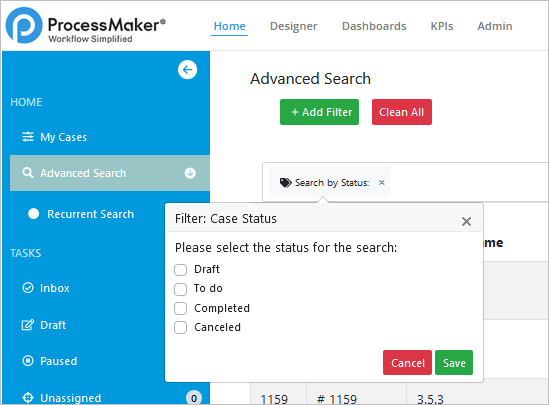 ProcessMaker®
Workflow Simplified
Home Designer Dashboards KPIs Admin
HOME
My Cases
Advanced Search
Recurrent Search
TASKS
Inbox
Draft
Paused
Unassigned 0
Advanced Search
+ Add Filter Clean All
Search by Status: ×
Filter: Case Status ×
Please select the status for the search:
Draft
To do
Completed
Canceled
Cancel Save
1159 # 1159 3.5.3